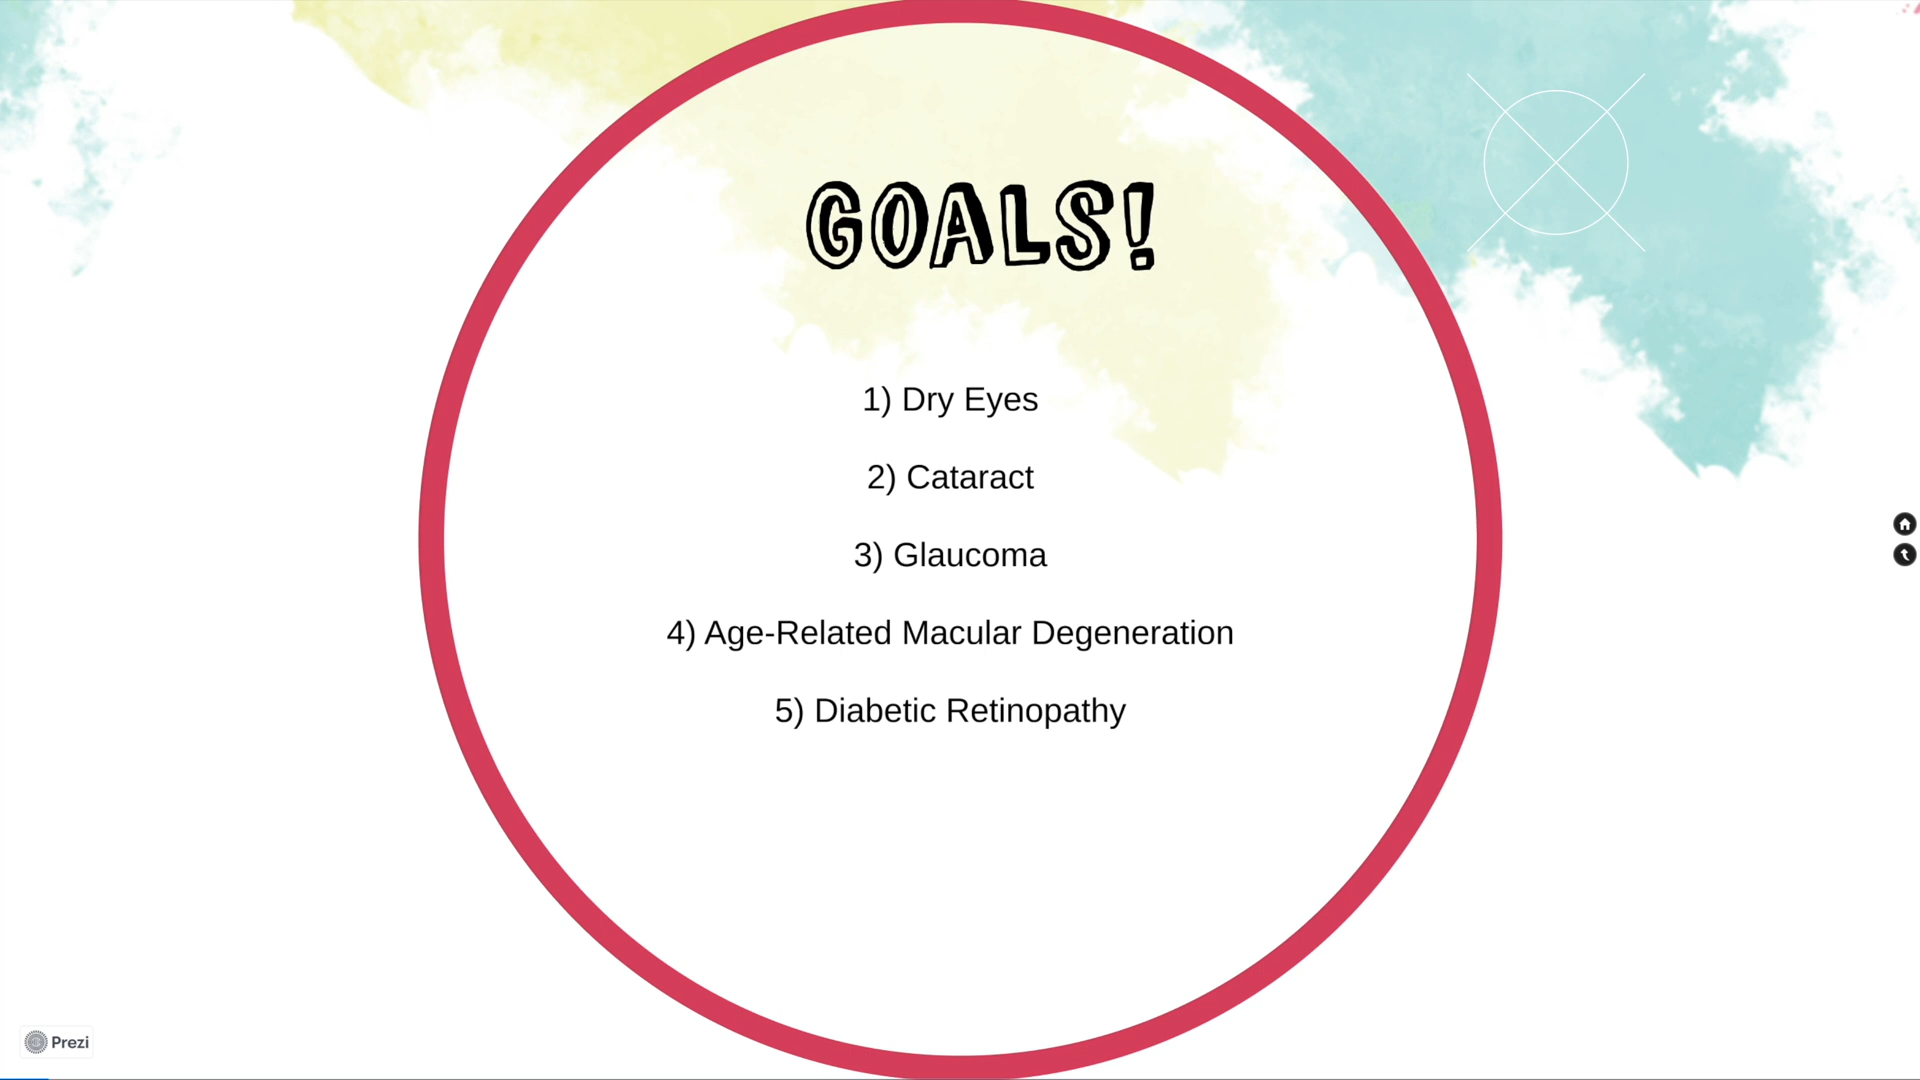 GOALS!
1) Dry Eyes
2) Cataract
3) Glaucoma
4) Age-Related Macular Degeneration
5) Diabetic Retinopathy
Prezi